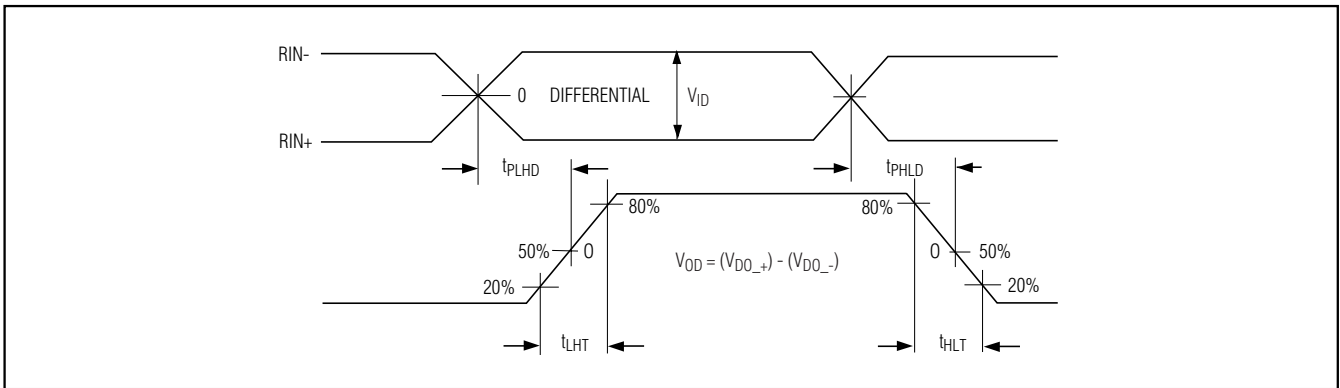 RIN-
0 DIFFERENTIAL V_ID
RIN+
t_PLHD t_PHLD
80% 80%
50% 0 V_OD = (V_DO_+) - (V_DO_-) 0 50%
20% 20%
t_LHT t_HLT